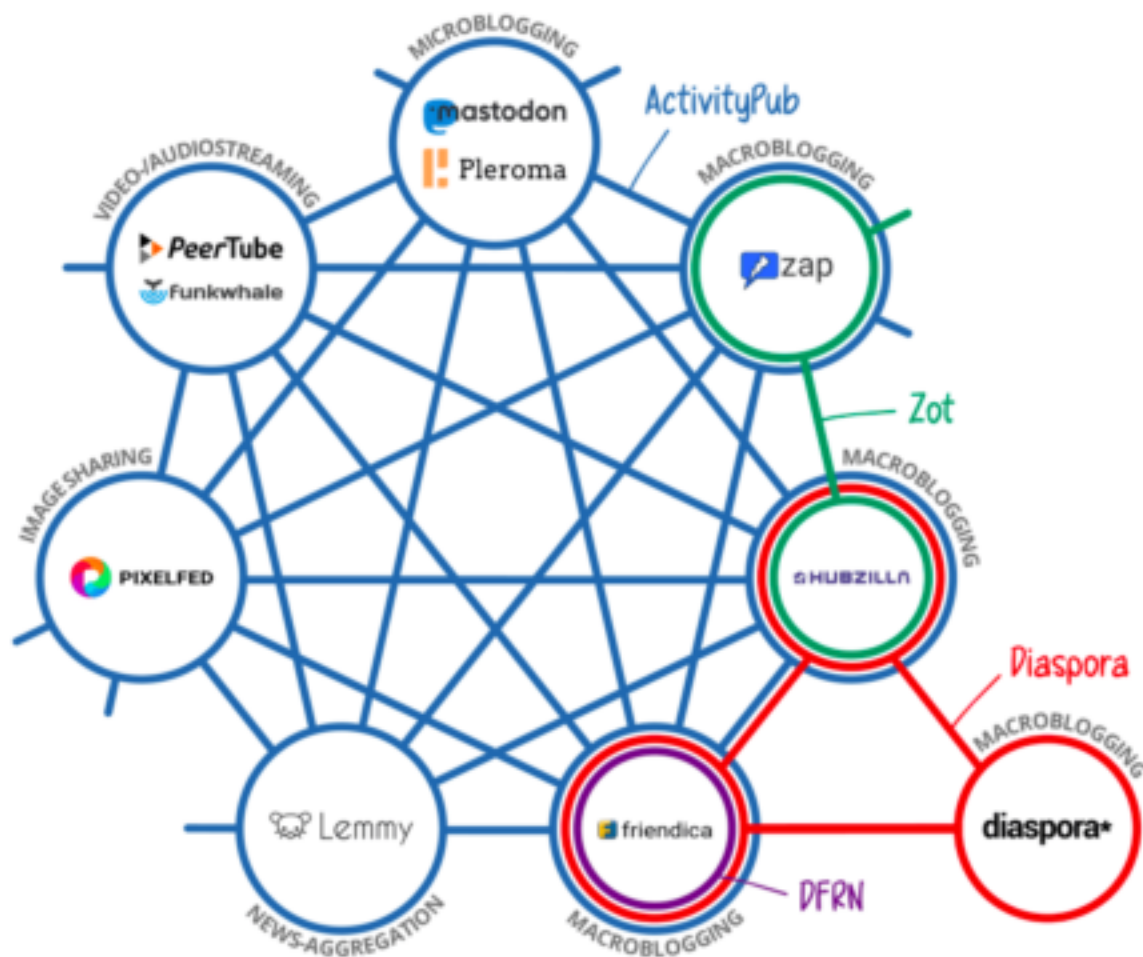 MICROBLOGGING
mastodon
Pleroma
ActivityPub
VIDEO-/AUDIOSTREAMING
PeerTube
funkwhale
MACROBLOGGING
zap
Zot
IMAGE SHARING
PIXELFED
MACROBLOGGING
HUBZILLA
Diaspora
MACROBLOGGING
diaspora*
Lemmy
NEWS-AGGREGATION
friendica
MACROBLOGGING
DFRN